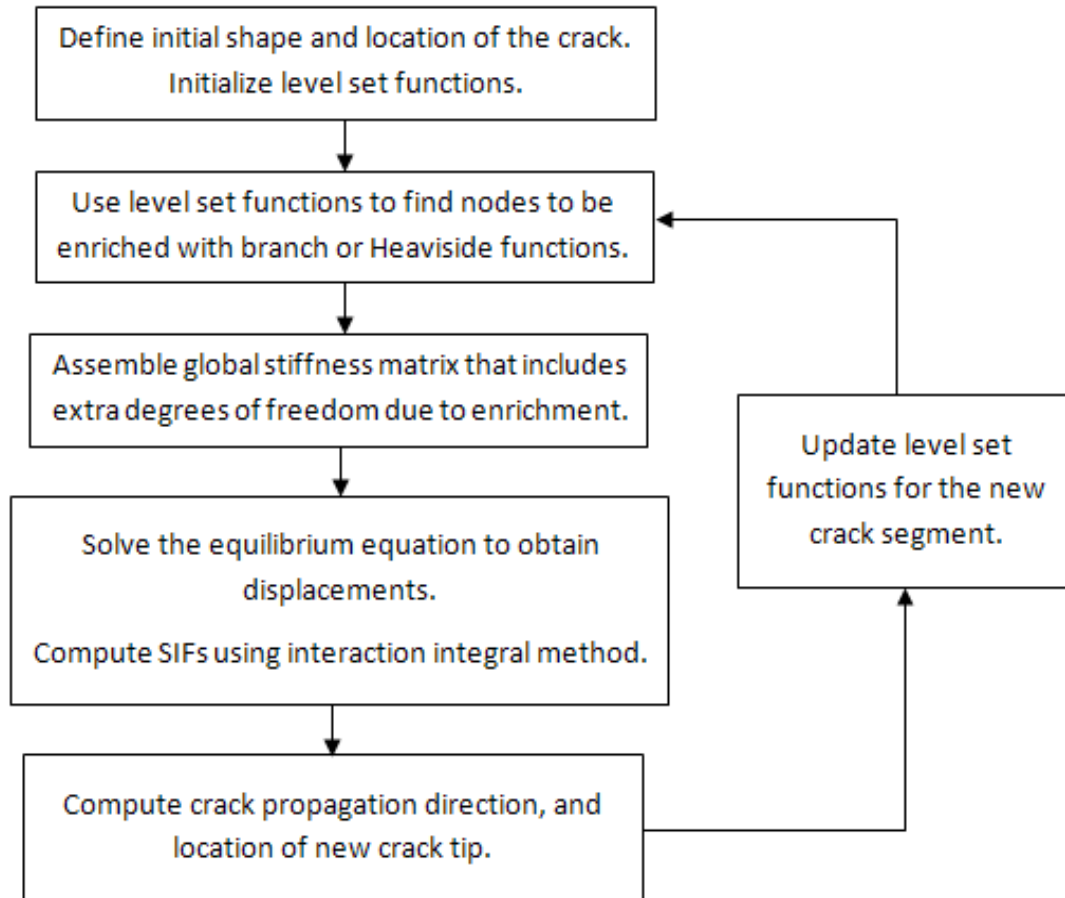 Define initial shape and location of the crack.
Initialize level set functions.
Use level set functions to find nodes to be
enriched with branch or Heaviside functions.
Assemble global stiffness matrix that includes
extra degrees of freedom due to enrichment.
Solve the equilibrium equation to obtain
displacements.
Compute SIFs using interaction integral method.
Compute crack propagation direction, and
location of new crack tip.
Update level set
functions for the new
crack segment.